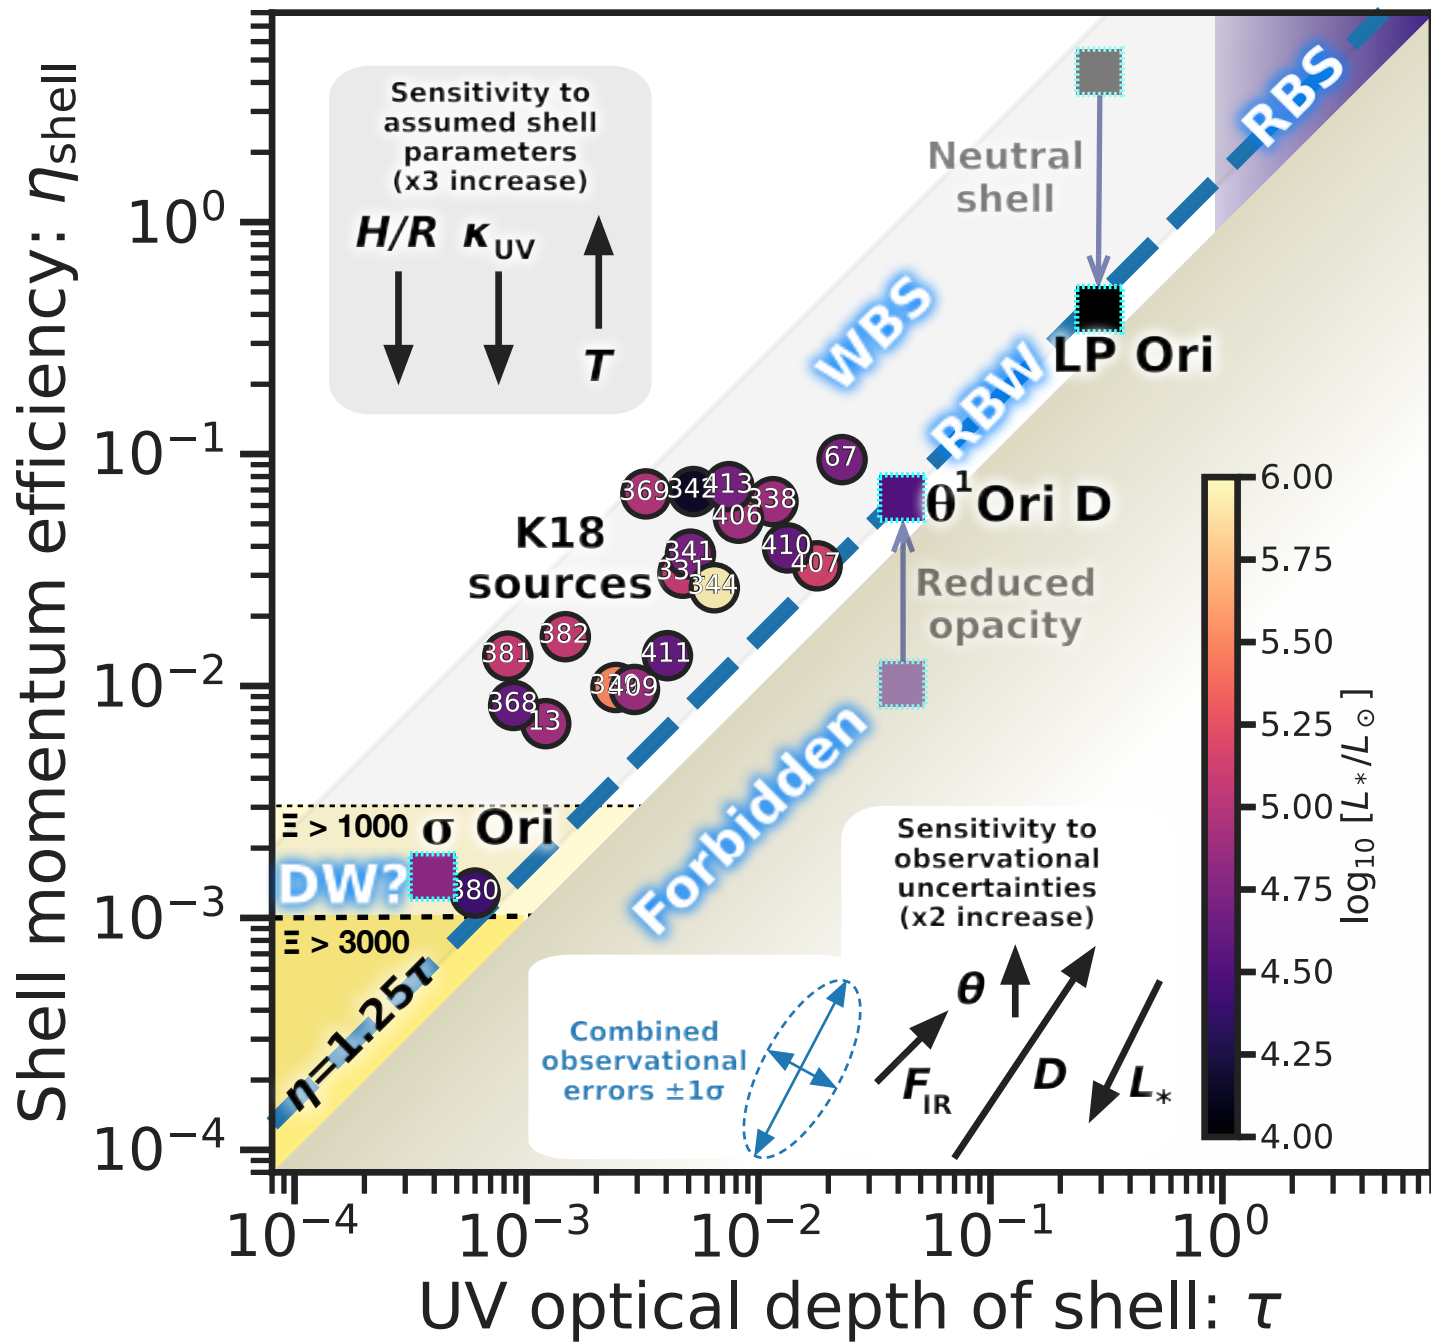 Shell momentum efficiency: ηshell
10⁰
10⁻¹
10⁻²
10⁻³
10⁻⁴
Sensitivity to
assumed shell
parameters
(x3 increase)
H/R κUV
T
Neutral
shell
RBS
WBS
RBW
LP Ori
θ¹Ori D
Reduced
opacity
K18
sources
67
369
342
413
338
406
410
407
341
331
344
382
381
411
409
368
13
Ξ > 1000
σ Ori
DW?
380
Ξ > 3000
η=1.25τ
Forbidden
Sensitivity to
observational
uncertainties
(x2 increase)
θ
FIR
D
L*
Combined
observational
errors ±1σ
6.00
5.75
5.50
5.25
5.00
4.75
4.50
4.25
4.00
log₁₀ [L*/L⊙]
10⁻⁴ 10⁻³ 10⁻² 10⁻¹ 10⁰
UV optical depth of shell: τ